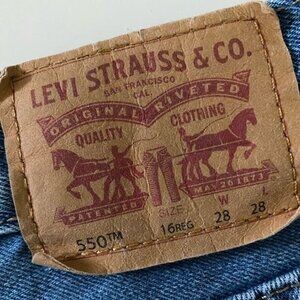 LEVI STRAUSS & CO.
SAN FRANCISCO
CAL.
ORIGINAL RIVETED
QUALITY CLOTHING
PATENTED MAY 20 1873
SIZE W L
550™ 16REG 28 28